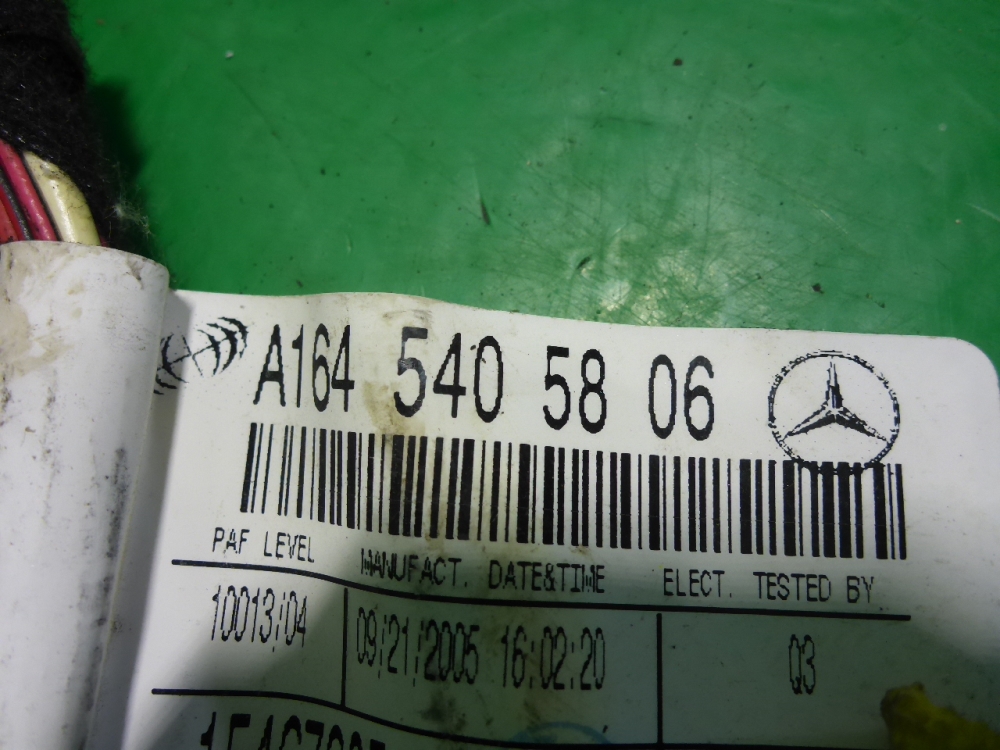 A164 540 58 06
PAF LEVEL MANUFACT. DATE&TIME ELECT. TESTED BY
10013/04 09/21/2005 16:02:20 Q3